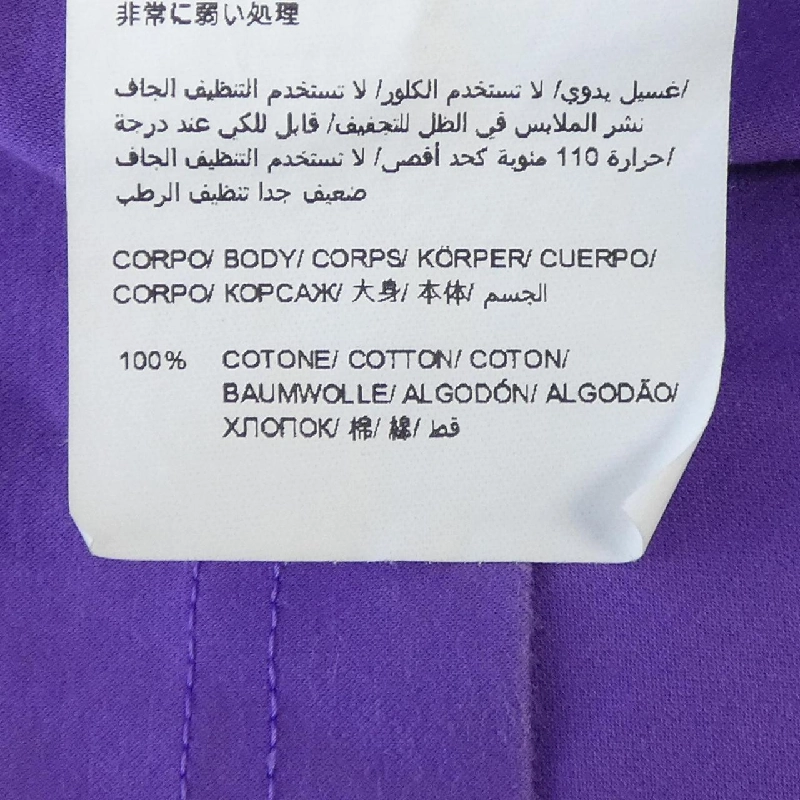 非常に弱い処理
غسيل يدوي/ لا تستخدم الكلور/ لا تستخدم التنظيف الجاف/
نشر الملابس في الظل للتجفيف/ قابل للكي عند درجة
حرارة 110 مئوية كحد أقصى/ لا تستخدم التنظيف الجاف/
ضعيف جدا تنظيف الرطب
CORPO/ BODY/ CORPS/ KÖRPER/ CUERPO/
CORPO/ КОРСАЖ/ 大身/ 本体/ الجسم
100% COTONE/ COTTON/ COTON/
BAUMWOLLE/ ALGODÓN/ ALGODÃO/
ХЛОПОК/ 棉/ 綿/ قط